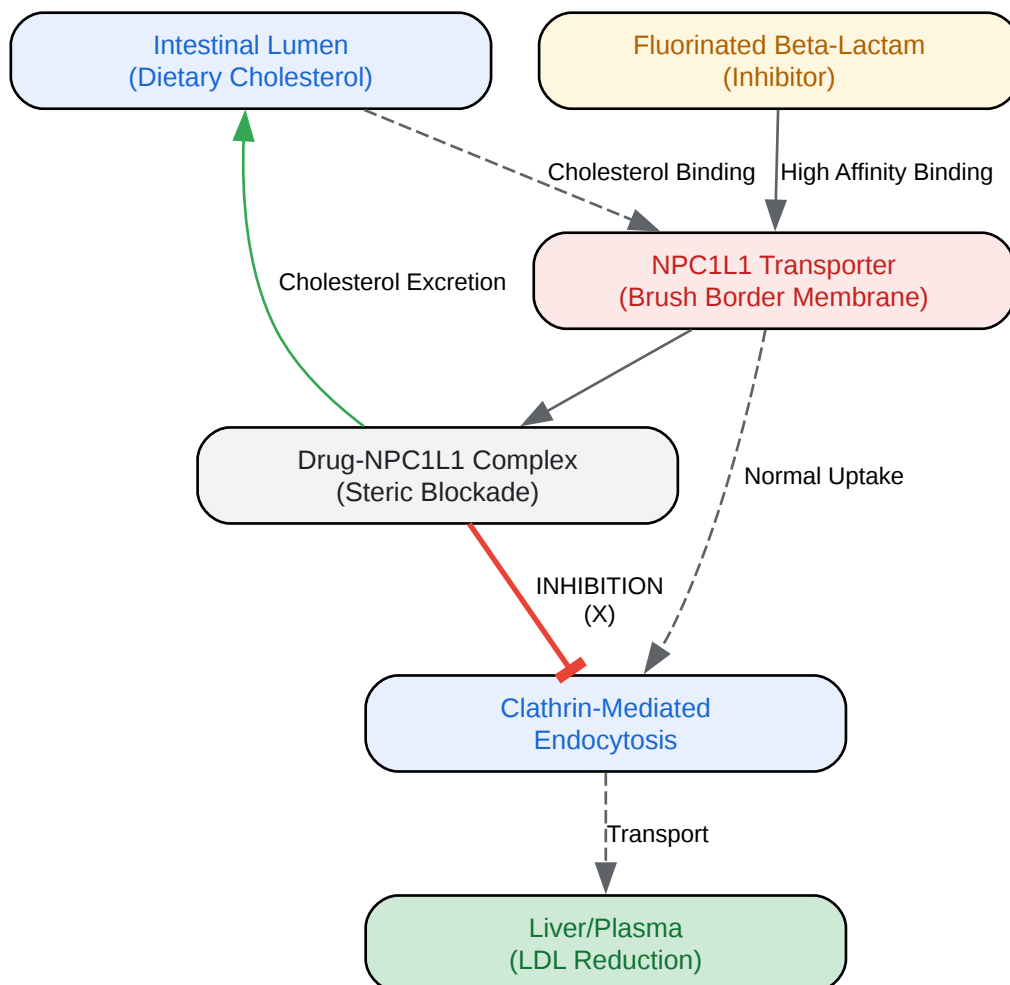 Intestinal Lumen
(Dietary Cholesterol)
Fluorinated Beta-Lactam
(Inhibitor)
Cholesterol Binding
High Affinity Binding
NPC1L1 Transporter
(Brush Border Membrane)
Cholesterol Excretion
Drug-NPC1L1 Complex
(Steric Blockade)
Normal Uptake
INHIBITION
(X)
Clathrin-Mediated
Endocytosis
Transport
Liver/Plasma
(LDL Reduction)